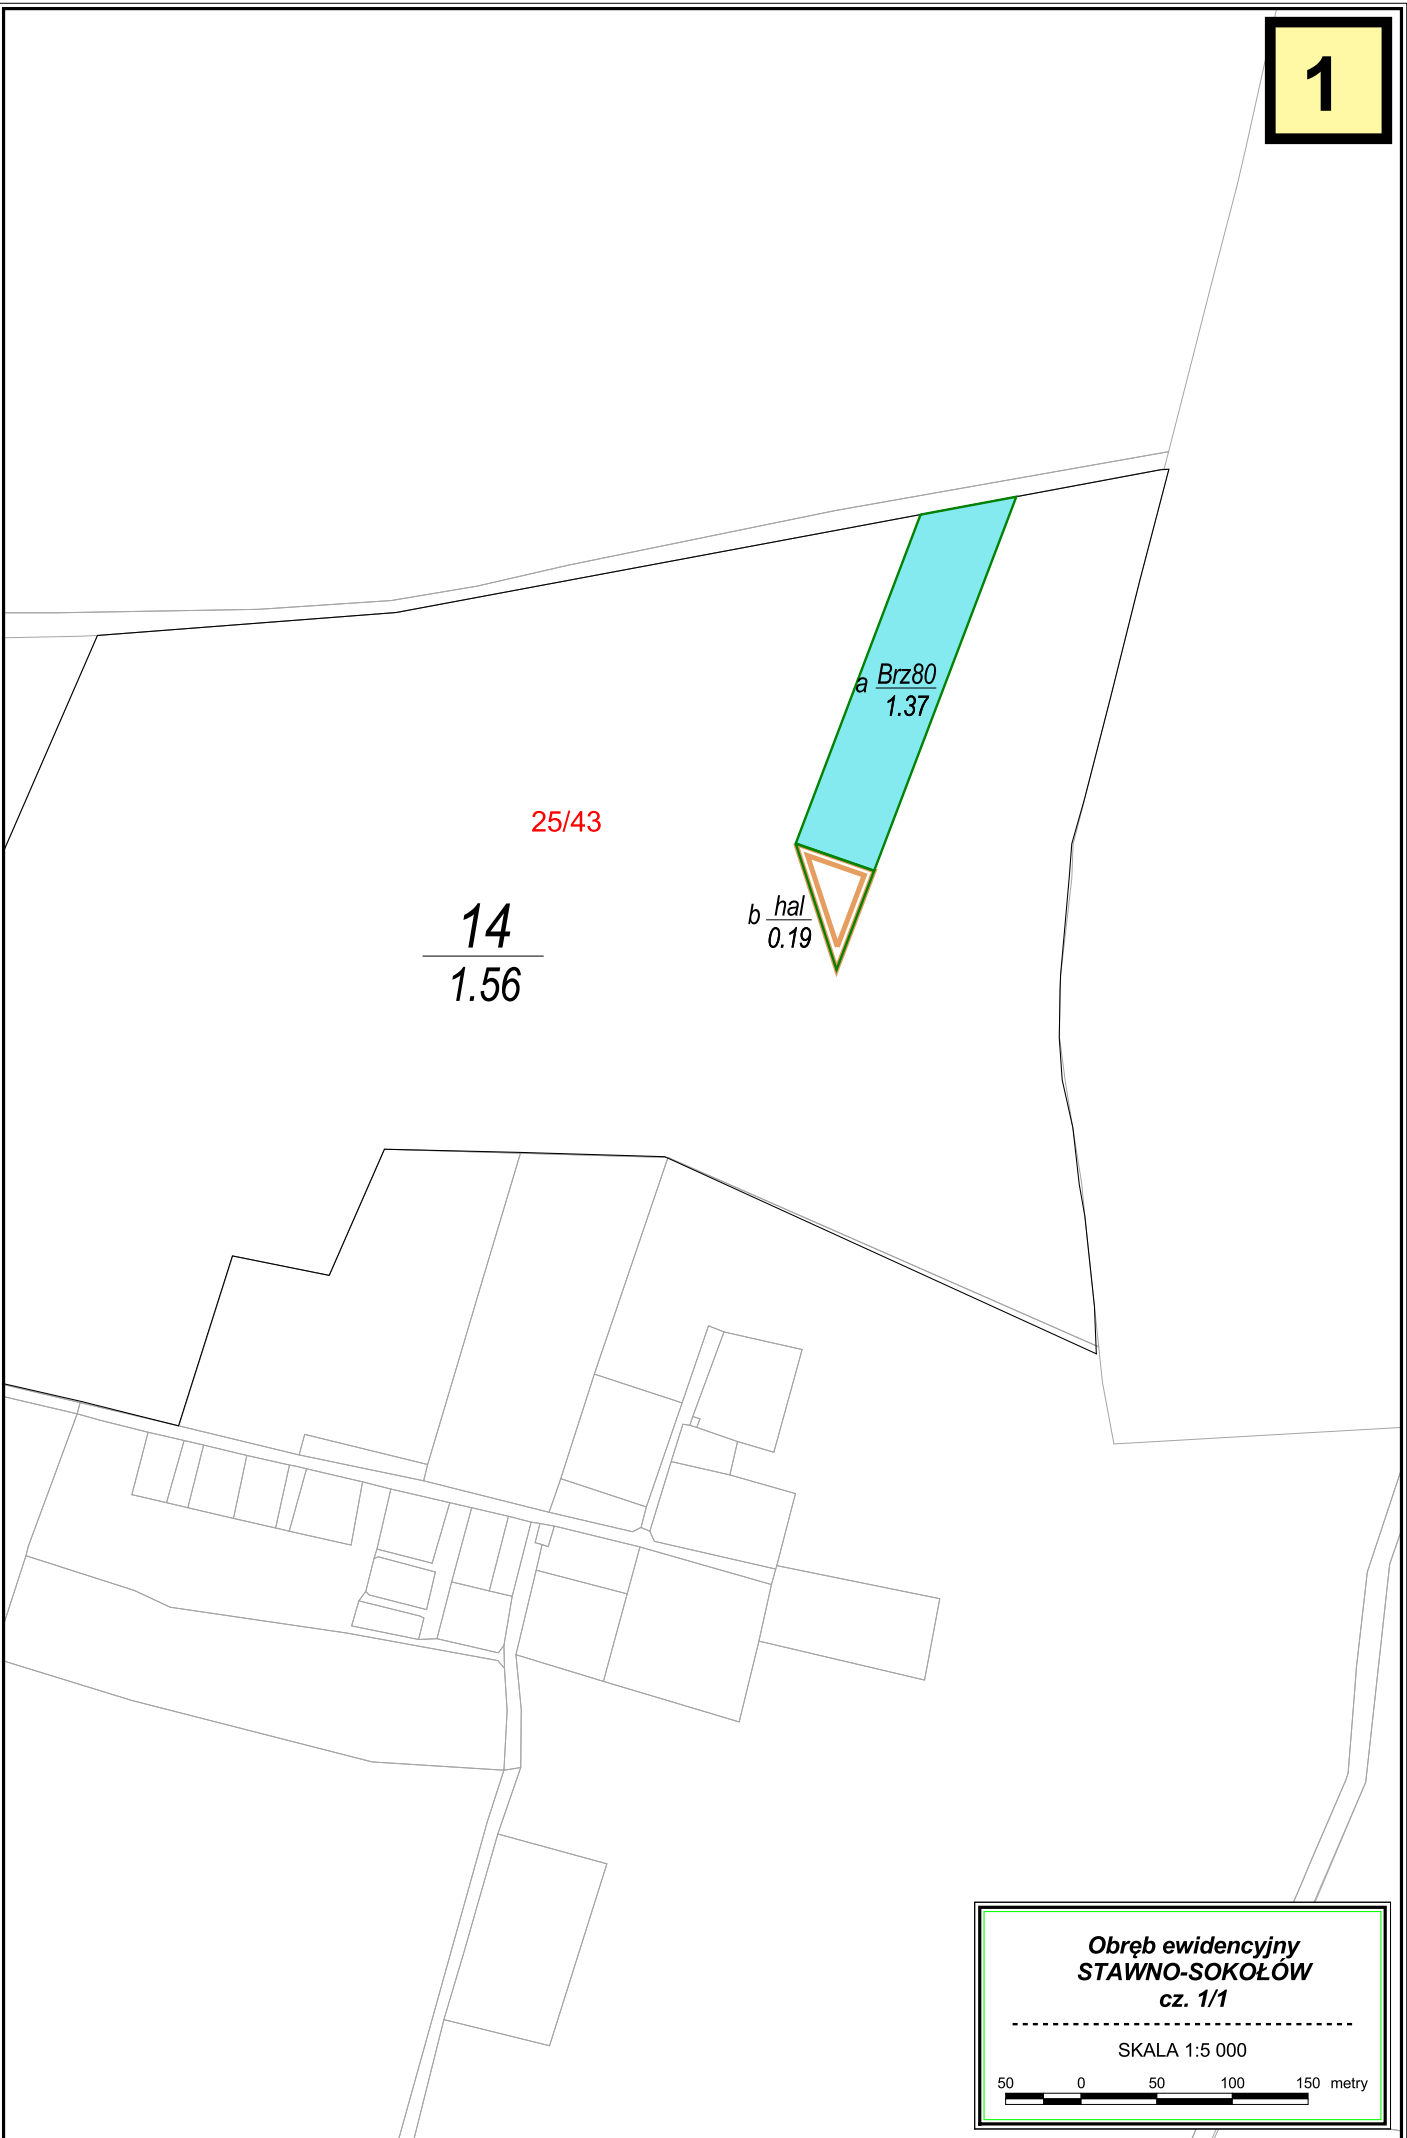 1
a Brz80
1.37
25/43
b hal
0.19
14
1.56
Obręb ewidencyjny
STAWNO-SOKOŁÓW
cz. 1/1
SKALA 1:5 000
50 0 50 100 150 metry